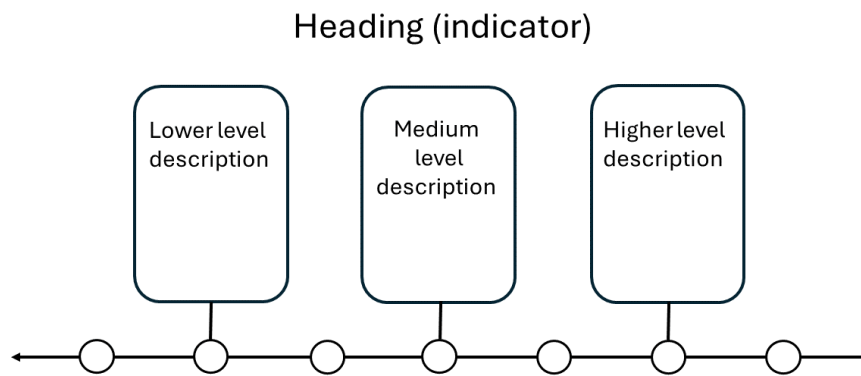 Heading (indicator)
Lower level
description
Medium
level
description
Higher level
description